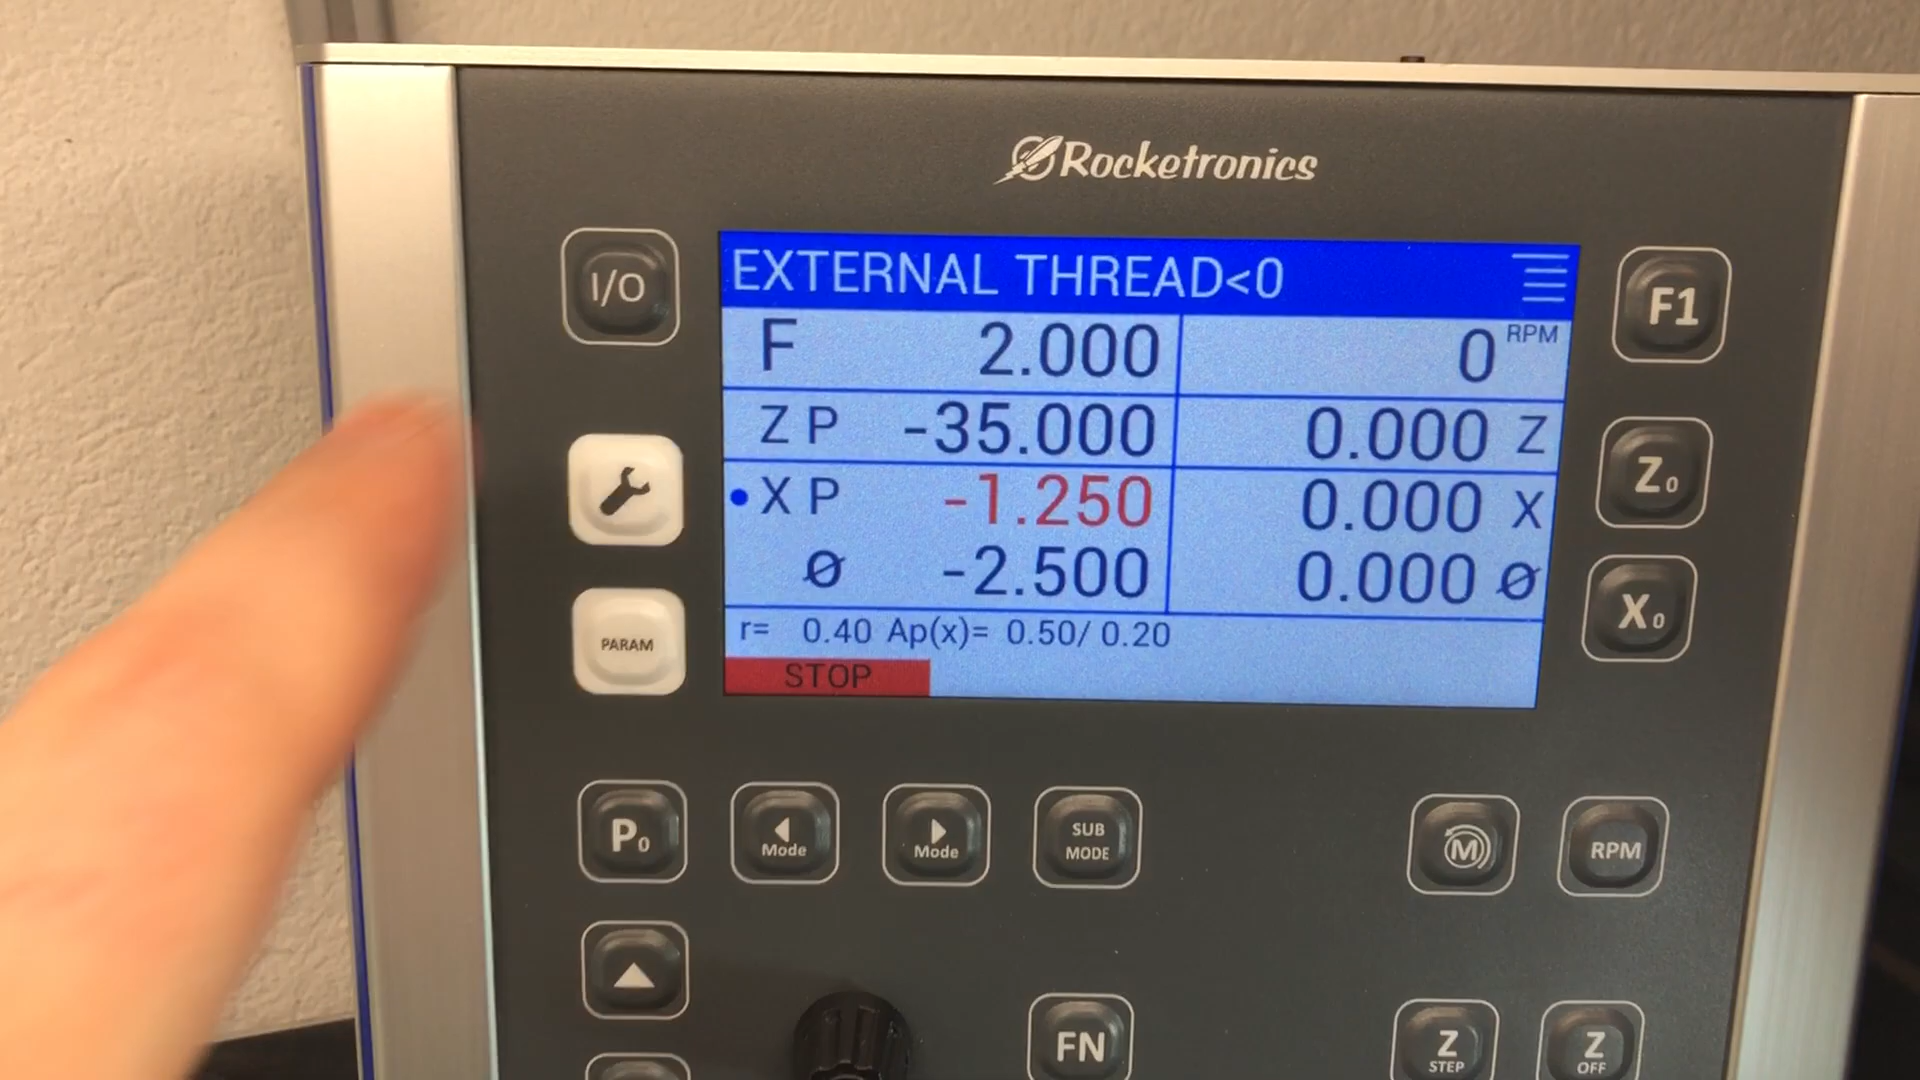 Rocketronics
I/O
EXTERNAL THREAD<0
F1
F 2.000 0 RPM
Z P -35.000 0.000 Z
Z0
• X P -1.250 0.000 X
ø -2.500 0.000 ø
X0
PARAM
r= 0.40 Ap(x)= 0.50/ 0.20
STOP
P0
Mode
Mode
SUB
MODE
M
RPM
FN
Z
STEP
Z
OFF